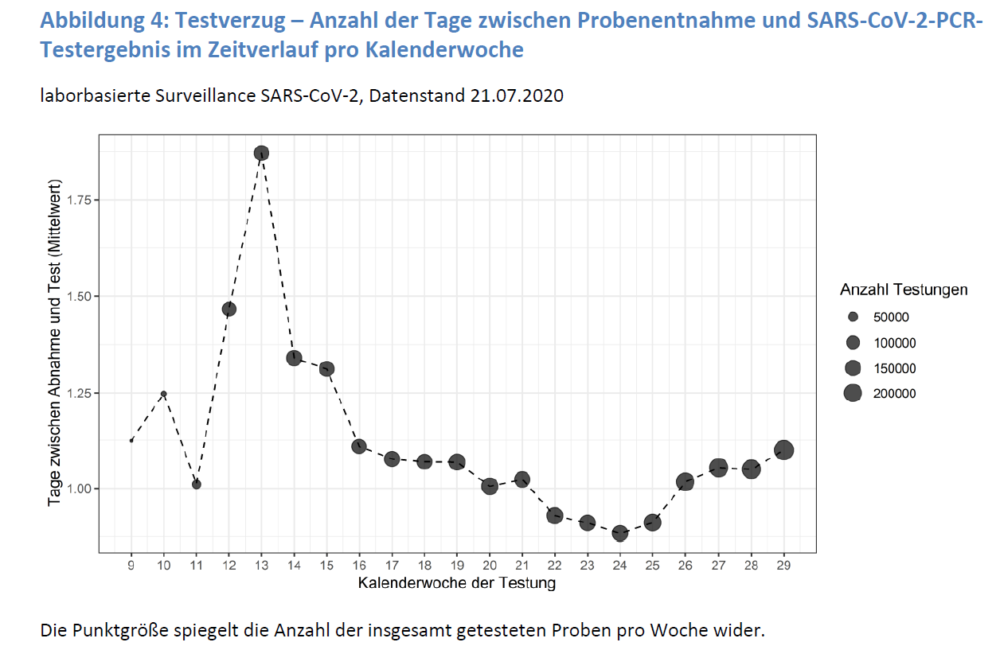 Abbildung 4: Testverzug – Anzahl der Tage zwischen Probenentnahme und SARS-CoV-2-PCR-
Testergebnis im Zeitverlauf pro Kalenderwoche
laborbasierte Surveillance SARS-CoV-2, Datenstand 21.07.2020
Tage zwischen Abnahme und Test (Mittelwert)
1.75
1.50
1.25
1.00
9 10 11 12 13 14 15 16 17 18 19 20 21 22 23 24 25 26 27 28 29
Kalenderwoche der Testung
Anzahl Testungen
50000
100000
150000
200000
Die Punktgröße spiegelt die Anzahl der insgesamt getesteten Proben pro Woche wider.